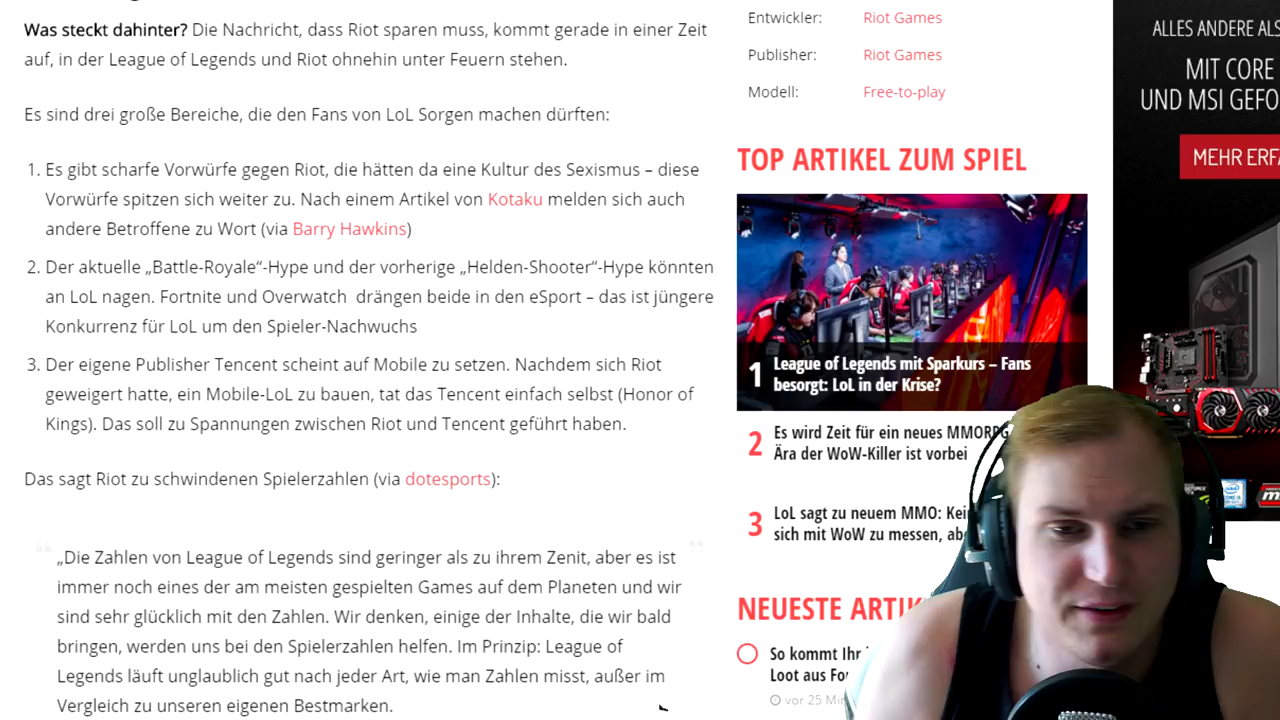 Was steckt dahinter? Die Nachricht, dass Riot sparen muss, kommt gerade in einer Zeit
auf, in der League of Legends und Riot ohnehin unter Feuern stehen.
Es sind drei große Bereiche, die den Fans von LoL Sorgen machen dürften:
1. Es gibt scharfe Vorwürfe gegen Riot, die hätten da eine Kultur des Sexismus – diese
Vorwürfe spitzen sich weiter zu. Nach einem Artikel von Kotaku melden sich auch
andere Betroffene zu Wort (via Barry Hawkins)
2. Der aktuelle „Battle-Royale“-Hype und der vorherige „Helden-Shooter“-Hype könnten
an LoL nagen. Fortnite und Overwatch drängen beide in den eSport – das ist jüngere
Konkurrenz für LoL um den Spieler-Nachwuchs
3. Der eigene Publisher Tencent scheint auf Mobile zu setzen. Nachdem sich Riot
geweigert hatte, ein Mobile-LoL zu bauen, tat das Tencent einfach selbst (Honor of
Kings). Das soll zu Spannungen zwischen Riot und Tencent geführt haben.
Das sagt Riot zu schwindenen Spielerzahlen (via dotesports):
„Die Zahlen von League of Legends sind geringer als zu ihrem Zenit, aber es ist
immer noch eines der am meisten gespielten Games auf dem Planeten und wir
sind sehr glücklich mit den Zahlen. Wir denken, einige der Inhalte, die wir bald
bringen, werden uns bei den Spielerzahlen helfen. Im Prinzip: League of
Legends läuft unglaublich gut nach jeder Art, wie man Zahlen misst, außer im
Vergleich zu unseren eigenen Bestmarken.
Entwickler: Riot Games
Publisher: Riot Games
Modell: Free-to-play
TOP ARTIKEL ZUM SPIEL
1 League of Legends mit Sparkurs – Fans
besorgt: LoL in der Krise?
2 Es wird Zeit für ein neues MMORPG
Ära der WoW-Killer ist vorbei
3 LoL sagt zu neuem MMO:
sich mit WoW zu messen,
NEUESTE
So kommt Ihr
Loot aus
vor 25
ALLES ANDERE
MIT CORE
UND MSI
MEHR